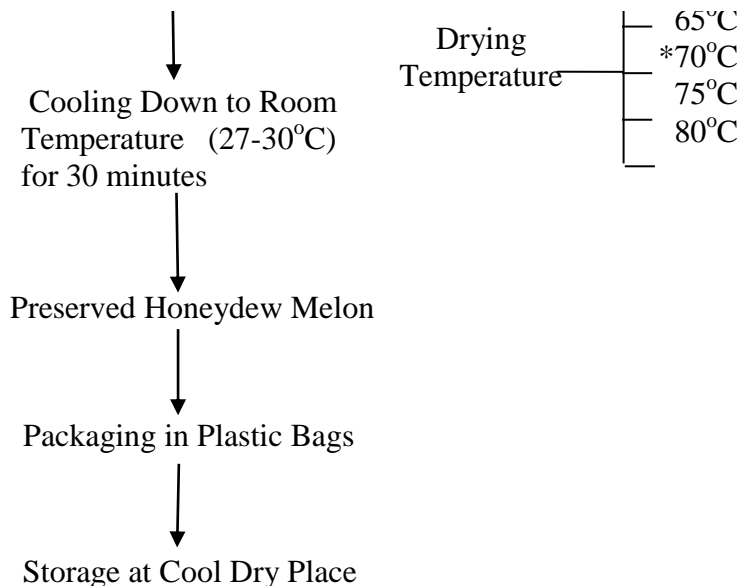 65°C
Drying
*70°C
Temperature
75°C
80°C
Cooling Down to Room
Temperature (27-30°C)
for 30 minutes
Preserved Honeydew Melon
Packaging in Plastic Bags
Storage at Cool Dry Place